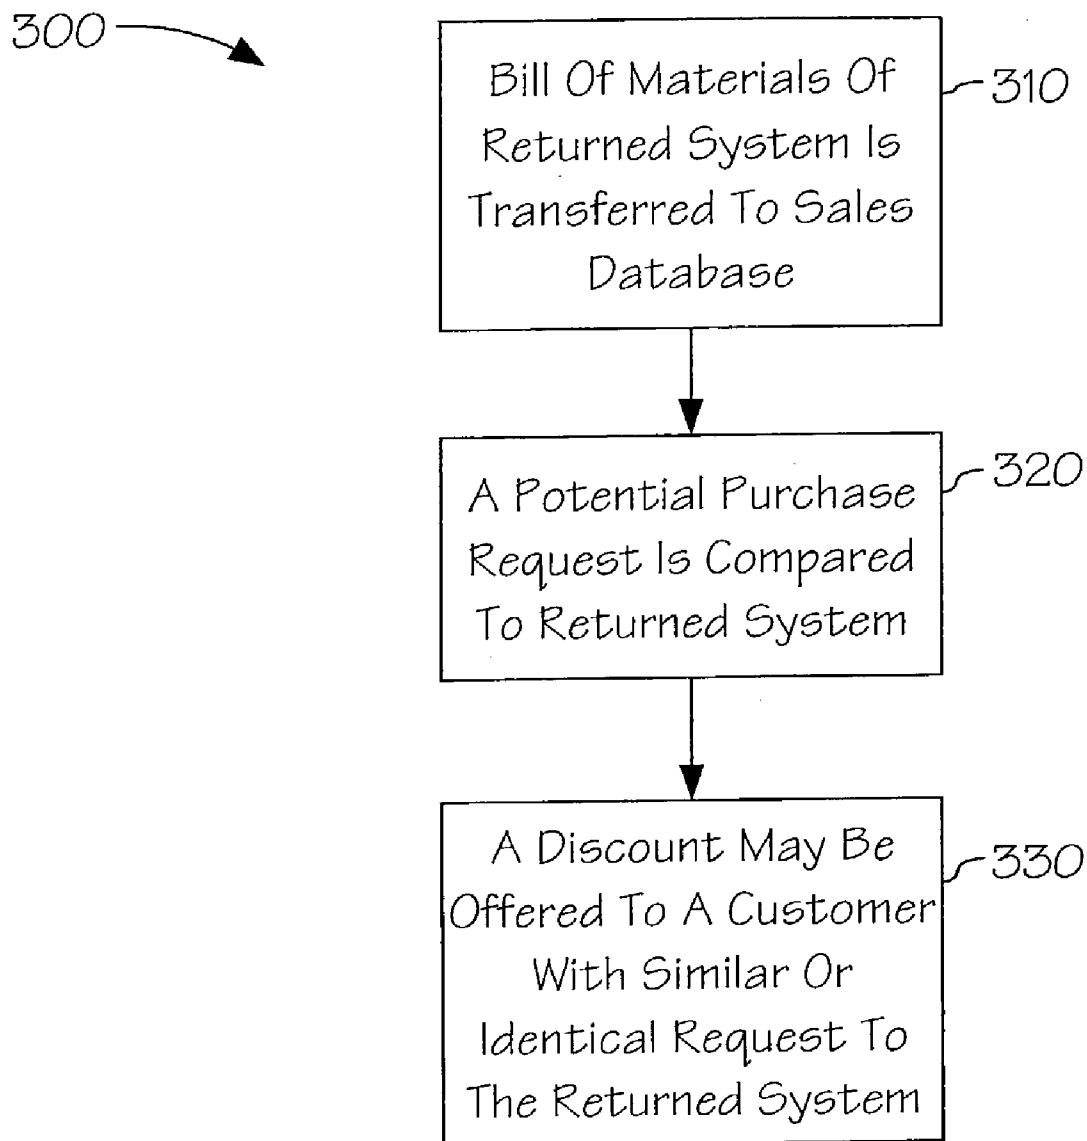 300
Bill Of Materials Of
Returned System Is
Transferred To Sales
Database
310
A Potential Purchase
Request Is Compared
To Returned System
320
A Discount May Be
Offered To A Customer
With Similar Or
Identical Request To
The Returned System
330